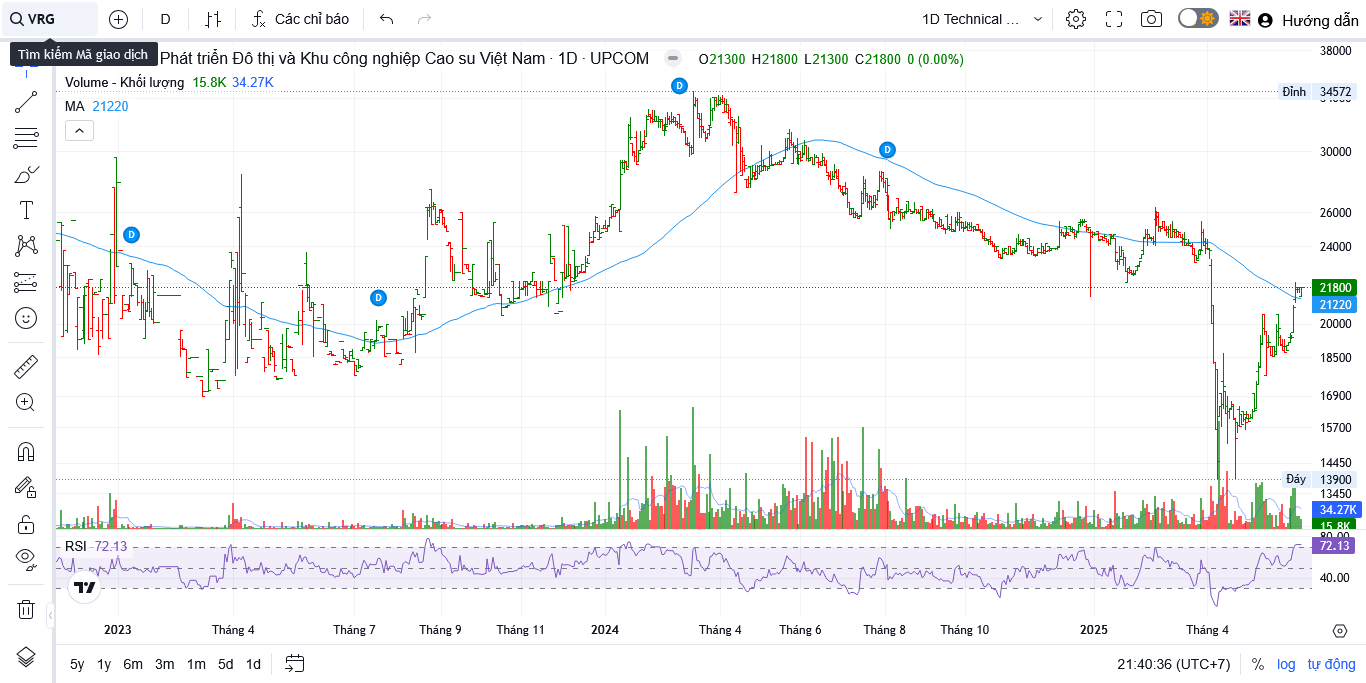 VRG
D
Các chỉ báo
1D Technical ...
Hướng dẫn
Tìm kiếm Mã giao dịch
Phát triển Đô thị và Khu công nghiệp Cao su Việt Nam · 1D · UPCOM
O21300 H21800 L21300 C21800 0 (0.00%)
Volume - Khối lượng 15.8K 34.27K
MA 21220
38000
Đỉnh 34572
30000
26000
24000
21800
21220
20000
18500
16900
15700
14450
Đáy 13900
13450
34.27K
15.8K
D
D
D
D
RSI 72.13
80.00
72.13
40.00
2023
Tháng 4
Tháng 7
Tháng 9
Tháng 11
2024
Tháng 4
Tháng 6
Tháng 8
Tháng 10
2025
Tháng 4
5y 1y 6m 3m 1m 5d 1d
21:40:36 (UTC+7) % log tự động